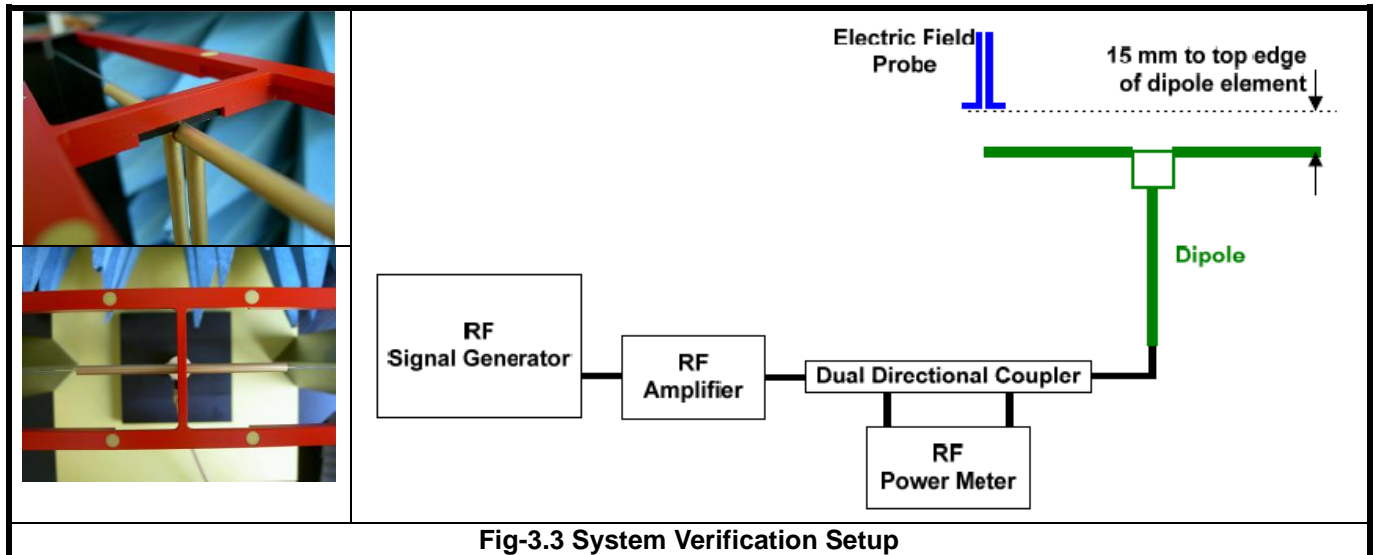 Electric Field
Probe
15 mm to top edge
of dipole element
Dipole
RF
Signal Generator
RF
Amplifier
Dual Directional Coupler
RF
Power Meter
Fig-3.3 System Verification Setup